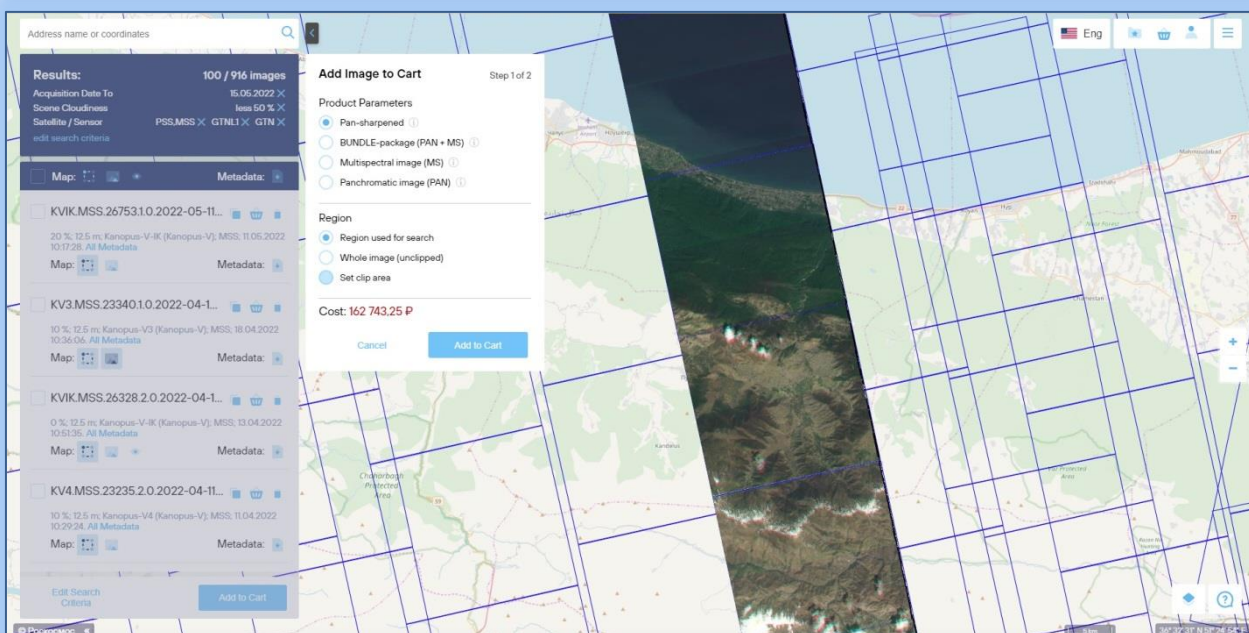 Address name or coordinates
Eng
Results: 100 / 916 images
Acquisition Date To 15.05.2022
Scene Cloudiness less 50 %
Satellite / Sensor PSS,MSS GTNL1 GTN
edit search criteria
Map: Metadata:
KVIK.MSS.26753.1.0.2022-05-11...
20 %; 12.5 m; Kanopus-V-IK (Kanopus-V); MSS; 11.05.2022
10:17:28. All Metadata
Map: Metadata:
KV3.MSS.23340.1.0.2022-04-1...
10 %; 12.5 m; Kanopus-V3 (Kanopus-V); MSS; 18.04.2022
10:36:06. All Metadata
Map: Metadata:
KVIK.MSS.26328.2.0.2022-04-1...
0 %; 12.5 m; Kanopus-V-IK (Kanopus-V); MSS; 13.04.2022
10:51:35. All Metadata
Map: Metadata:
KV4.MSS.23235.2.0.2022-04-11...
10 %; 12.5 m; Kanopus-V4 (Kanopus-V); MSS; 11.04.2022
10:29:24. All Metadata
Map: Metadata:
Edit Search
Criteria
Add to Cart
Add Image to Cart Step 1 of 2
Product Parameters
Pan-sharpened
BUNDLE-package (PAN + MS)
Multispectral image (MS)
Panchromatic image (PAN)
Region
Region used for search
Whole image (unclipped)
Set clip area
Cost: 162 743,25 ₽
Cancel
Add to Cart
Mahmoudabad
Chamestan
Kandelus
Chaharbagh
Protected
Area